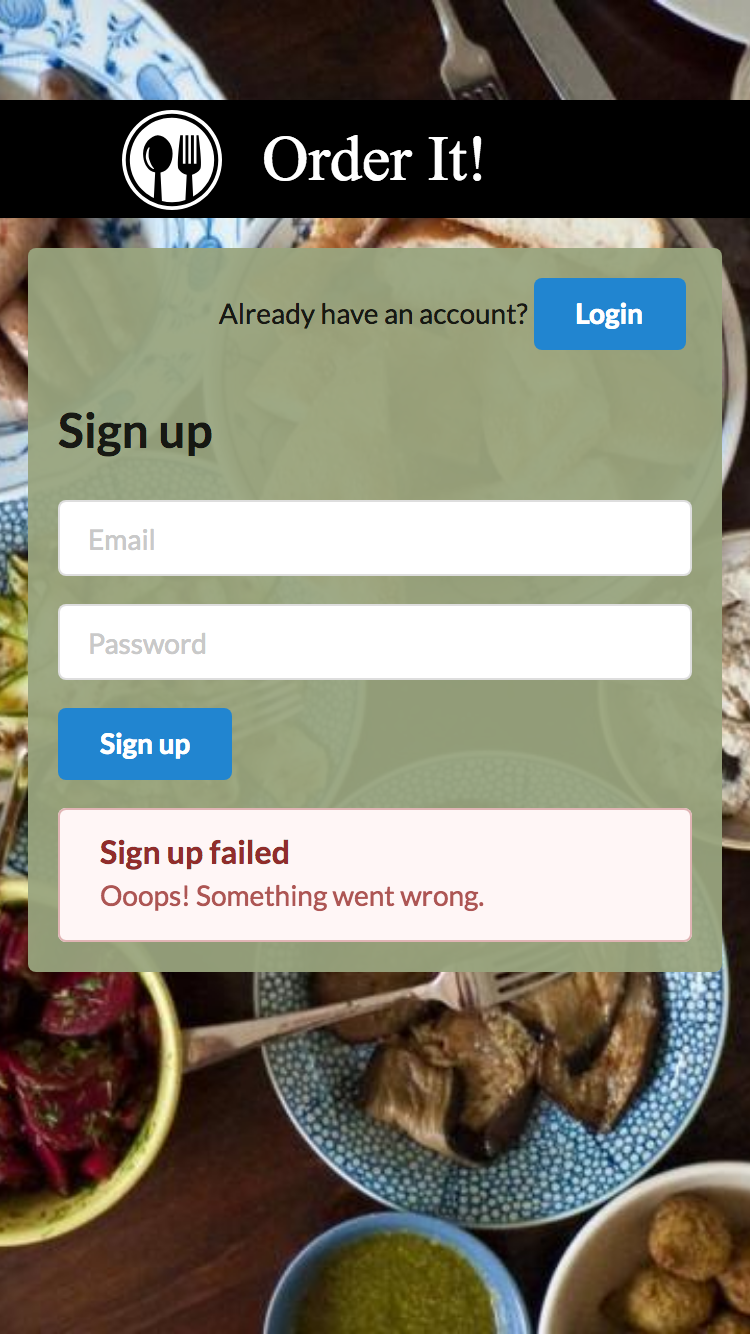 Order It!
Already have an account? Login
Sign up
Email
Password
Sign up
Sign up failed
Ooops! Something went wrong.